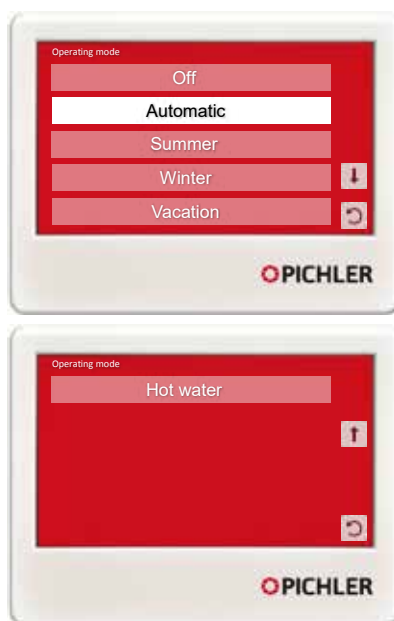 Operating mode
Off
Automatic
Summer
Winter
Vacation
PICHLER
Operating mode
Hot water
PICHLER